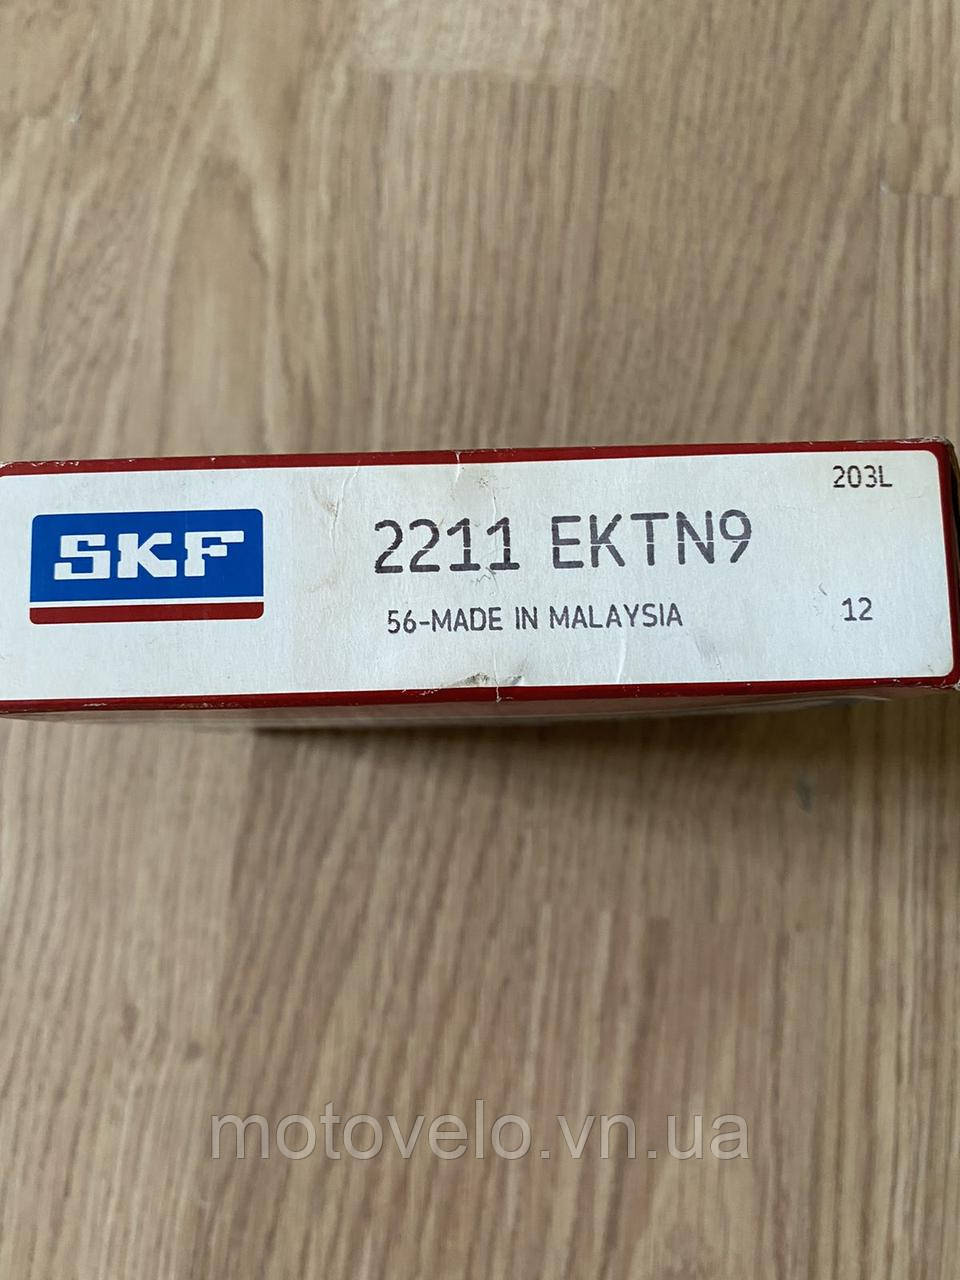 203L
SKF
2211 EKTN9
56-MADE IN MALAYSIA
12
motovelo.vn.ua